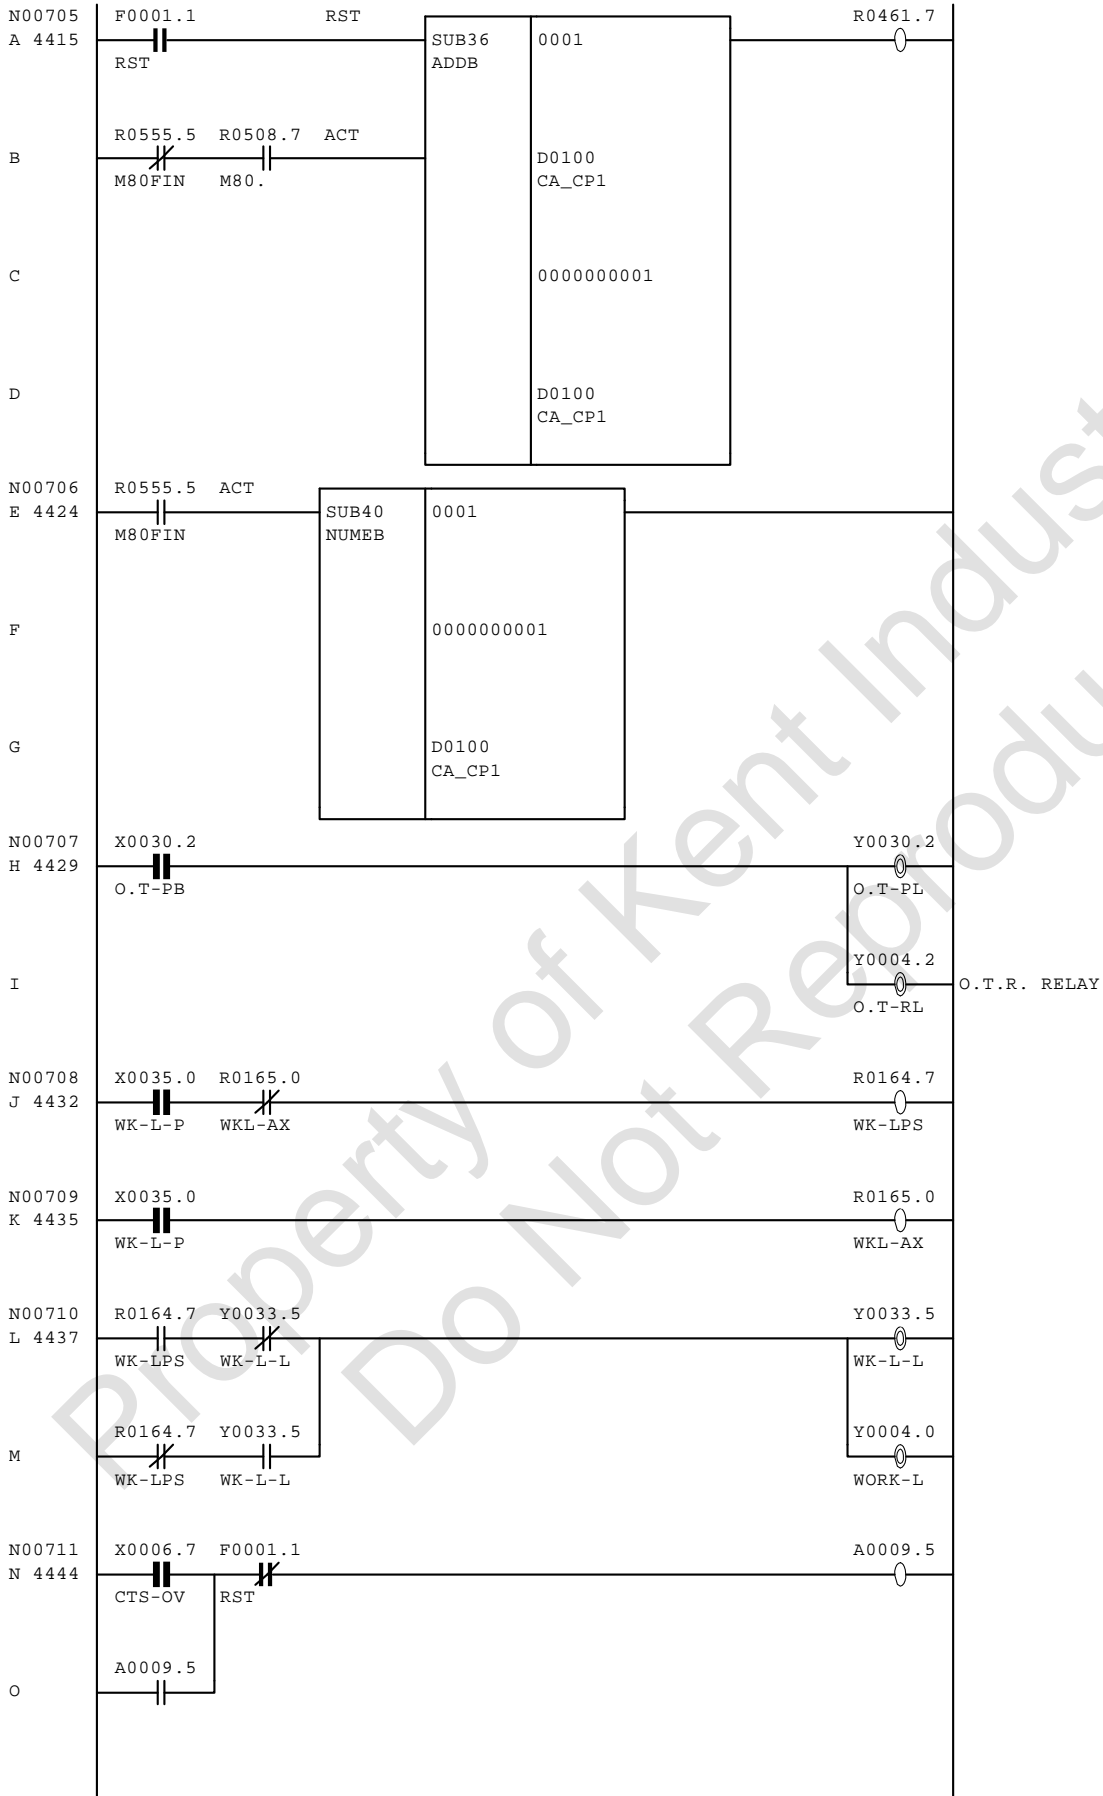 N00705 F0001.1 RST R0461.7
A 4415 SUB36 0001
RST ADDB
R0555.5 R0508.7 ACT
B D0100
M80FIN M80. CA_CP1
C 0000000001
D D0100
CA_CP1
N00706 R0555.5 ACT
E 4424 SUB40 0001
M80FIN NUMEB
F 0000000001
G D0100
CA_CP1
N00707 X0030.2 Y0030.2
H 4429
O.T-PB O.T-PL
Y0004.2
I O.T.R. RELAY
O.T-RL
N00708 X0035.0 R0165.0 R0164.7
J 4432
WK-L-P WKL-AX WK-LPS
N00709 X0035.0 R0165.0
K 4435
WK-L-P WKL-AX
N00710 R0164.7 Y0033.5 Y0033.5
L 4437
WK-LPS WK-L-L WK-L-L
R0164.7 Y0033.5 Y0004.0
M
WK-LPS WK-L-L WORK-L
N00711 X0006.7 F0001.1 A0009.5
N 4444
CTS-OV RST
A0009.5
O
Property of Kent Indust
Do Not Reprodu